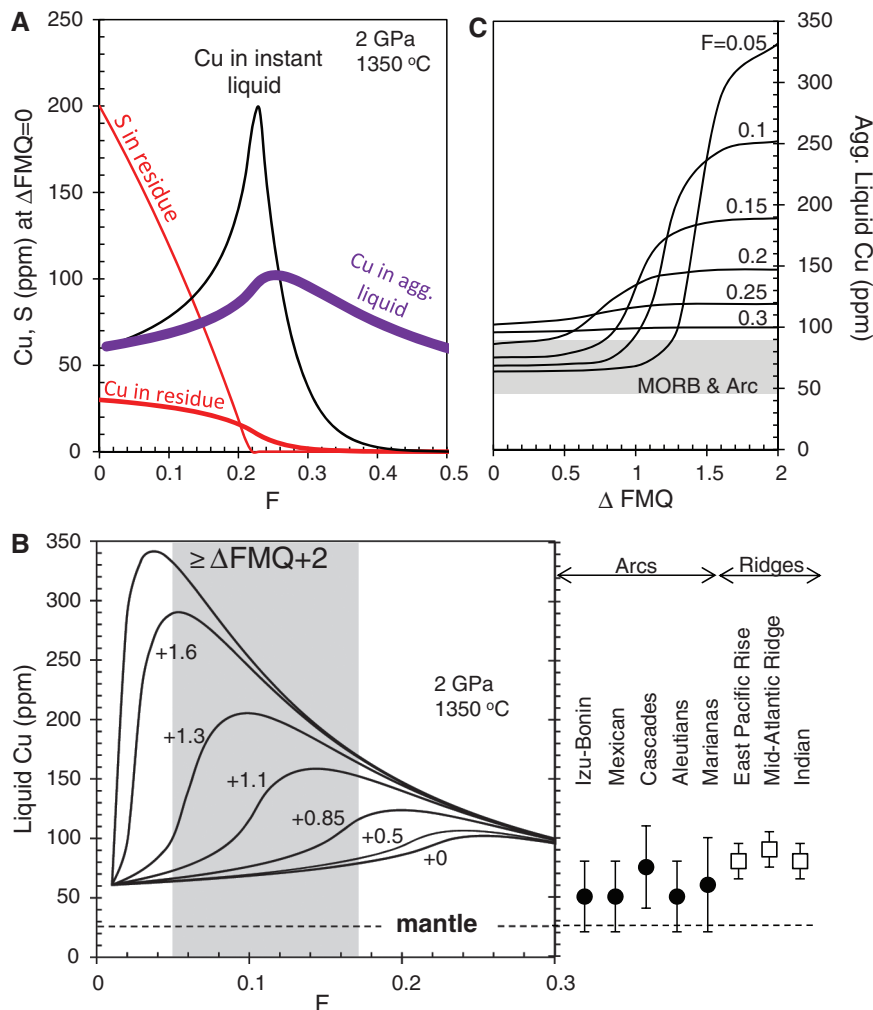 A
2 GPa
1350 °C
Cu in instant
liquid
S in residue
Cu in agg.
liquid
Cu in residue
Cu, S (ppm) at ΔFMQ=0
200
150
100
50
0
0
0.1
0.2
0.3
0.4
0.5
F
C
F=0.05
0.1
0.15
0.2
0.25
0.3
MORB & Arc
350
300
250
200
150
100
50
0
Agg. Liquid Cu (ppm)
0
0.5
1
1.5
2
Δ FMQ
B
≥ ΔFMQ+2
+1.6
+1.3
+1.1
+0.85
+0.5
+0
2 GPa
1350 °C
mantle
Liquid Cu (ppm)
350
300
250
200
150
100
50
0
0
0.1
0.2
0.3
F
Arcs
Ridges
Izu-Bonin
Mexican
Cascades
Aleutians
Marianas
East Pacific Rise
Mid-Atlantic Ridge
Indian